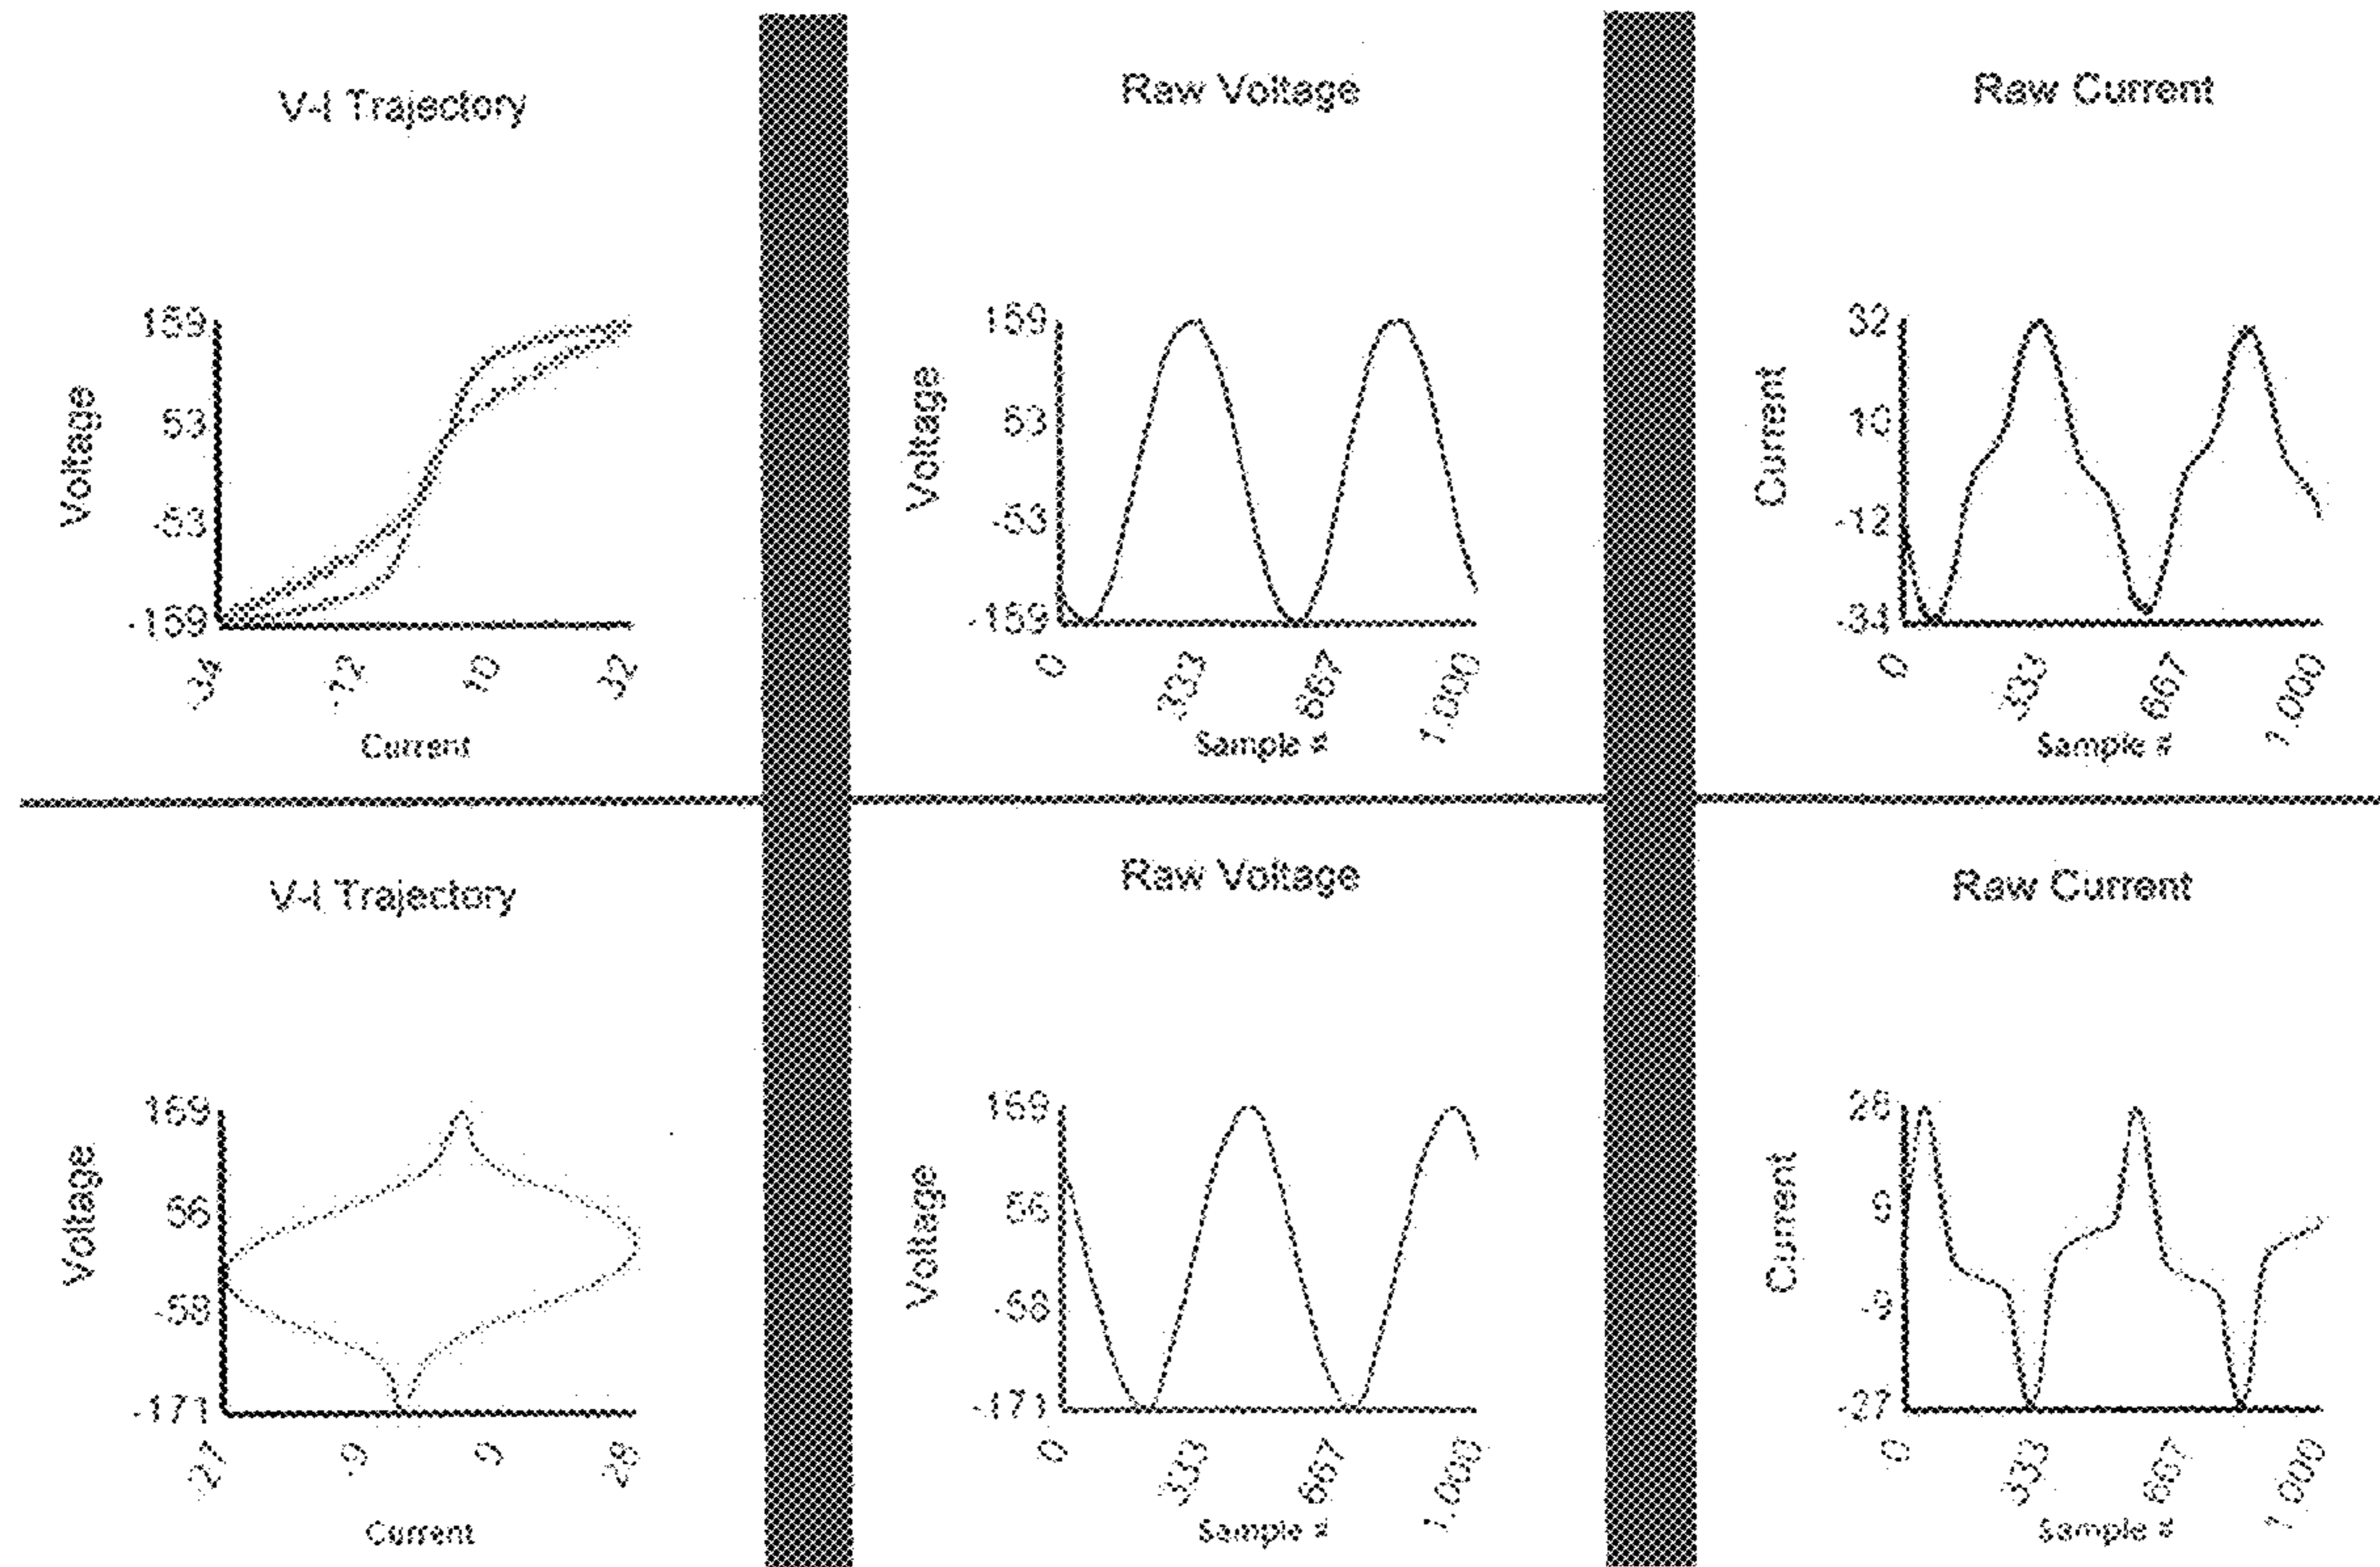 V-I Trajectory
159
53
-53
-159
Voltage
-34
-12
10
32
Current
Raw Voltage
159
53
-53
-159
Voltage
0
333
667
1,000
Sample #
Raw Current
32
10
-12
-34
Current
0
333
667
1,000
Sample #
V-I Trajectory
169
56
-58
-171
Voltage
-27
-9
9
28
Current
Raw Voltage
169
56
-58
-171
Voltage
0
333
667
1,000
Sample #
Raw Current
28
9
-9
-27
Current
0
333
667
1,000
Sample #